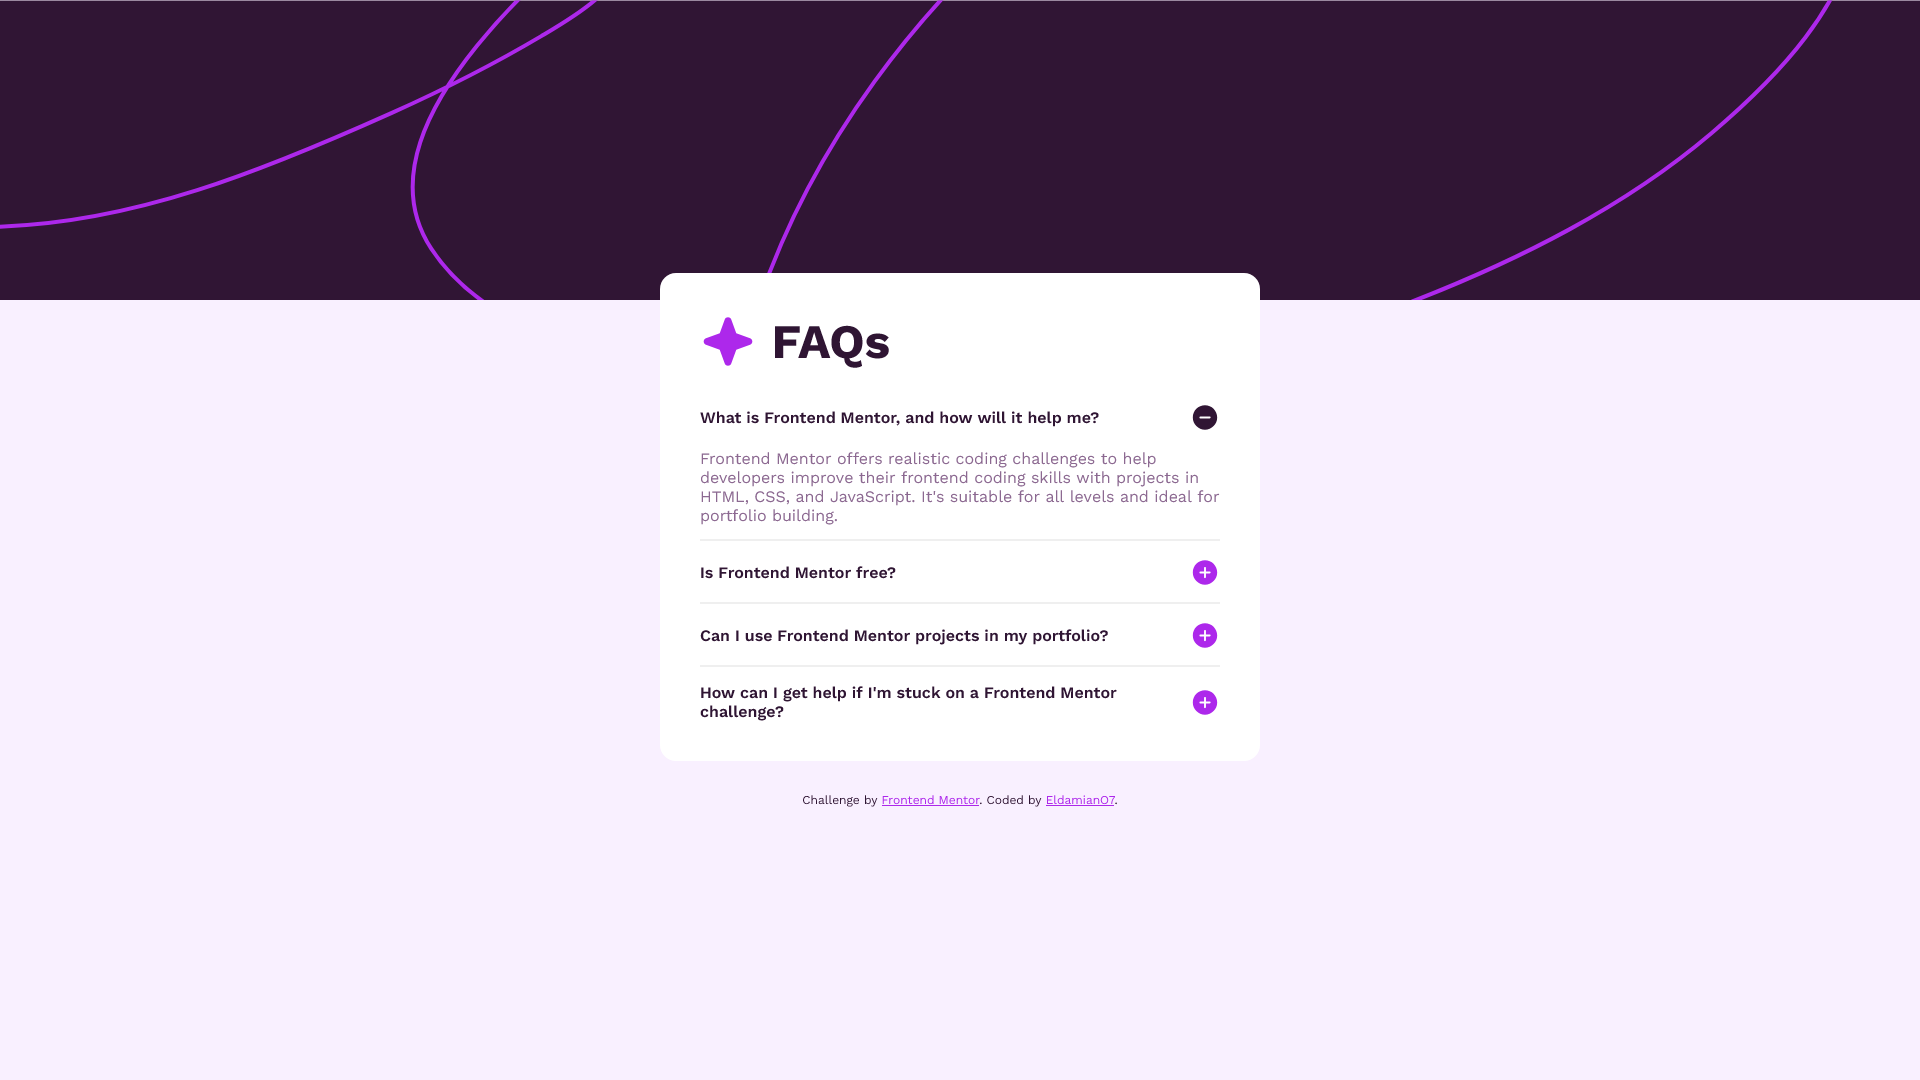 FAQs
What is Frontend Mentor, and how will it help me?
Frontend Mentor offers realistic coding challenges to help
developers improve their frontend coding skills with projects in
HTML, CSS, and JavaScript. It's suitable for all levels and ideal for
portfolio building.
Is Frontend Mentor free?
Can I use Frontend Mentor projects in my portfolio?
How can I get help if I'm stuck on a Frontend Mentor
challenge?
Challenge by Frontend Mentor. Coded by Eldamian07.